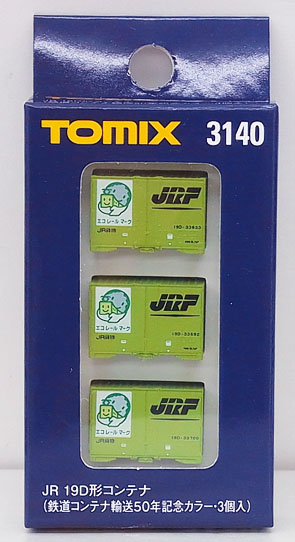 TOMIX 3140
JRF
エコレールマーク
JR貨物
JRF
エコレールマーク
JR貨物
JRF
エコレールマーク
JR貨物
JR 19D形コンテナ
(鉄道コンテナ輸送50年記念カラー・3個入)